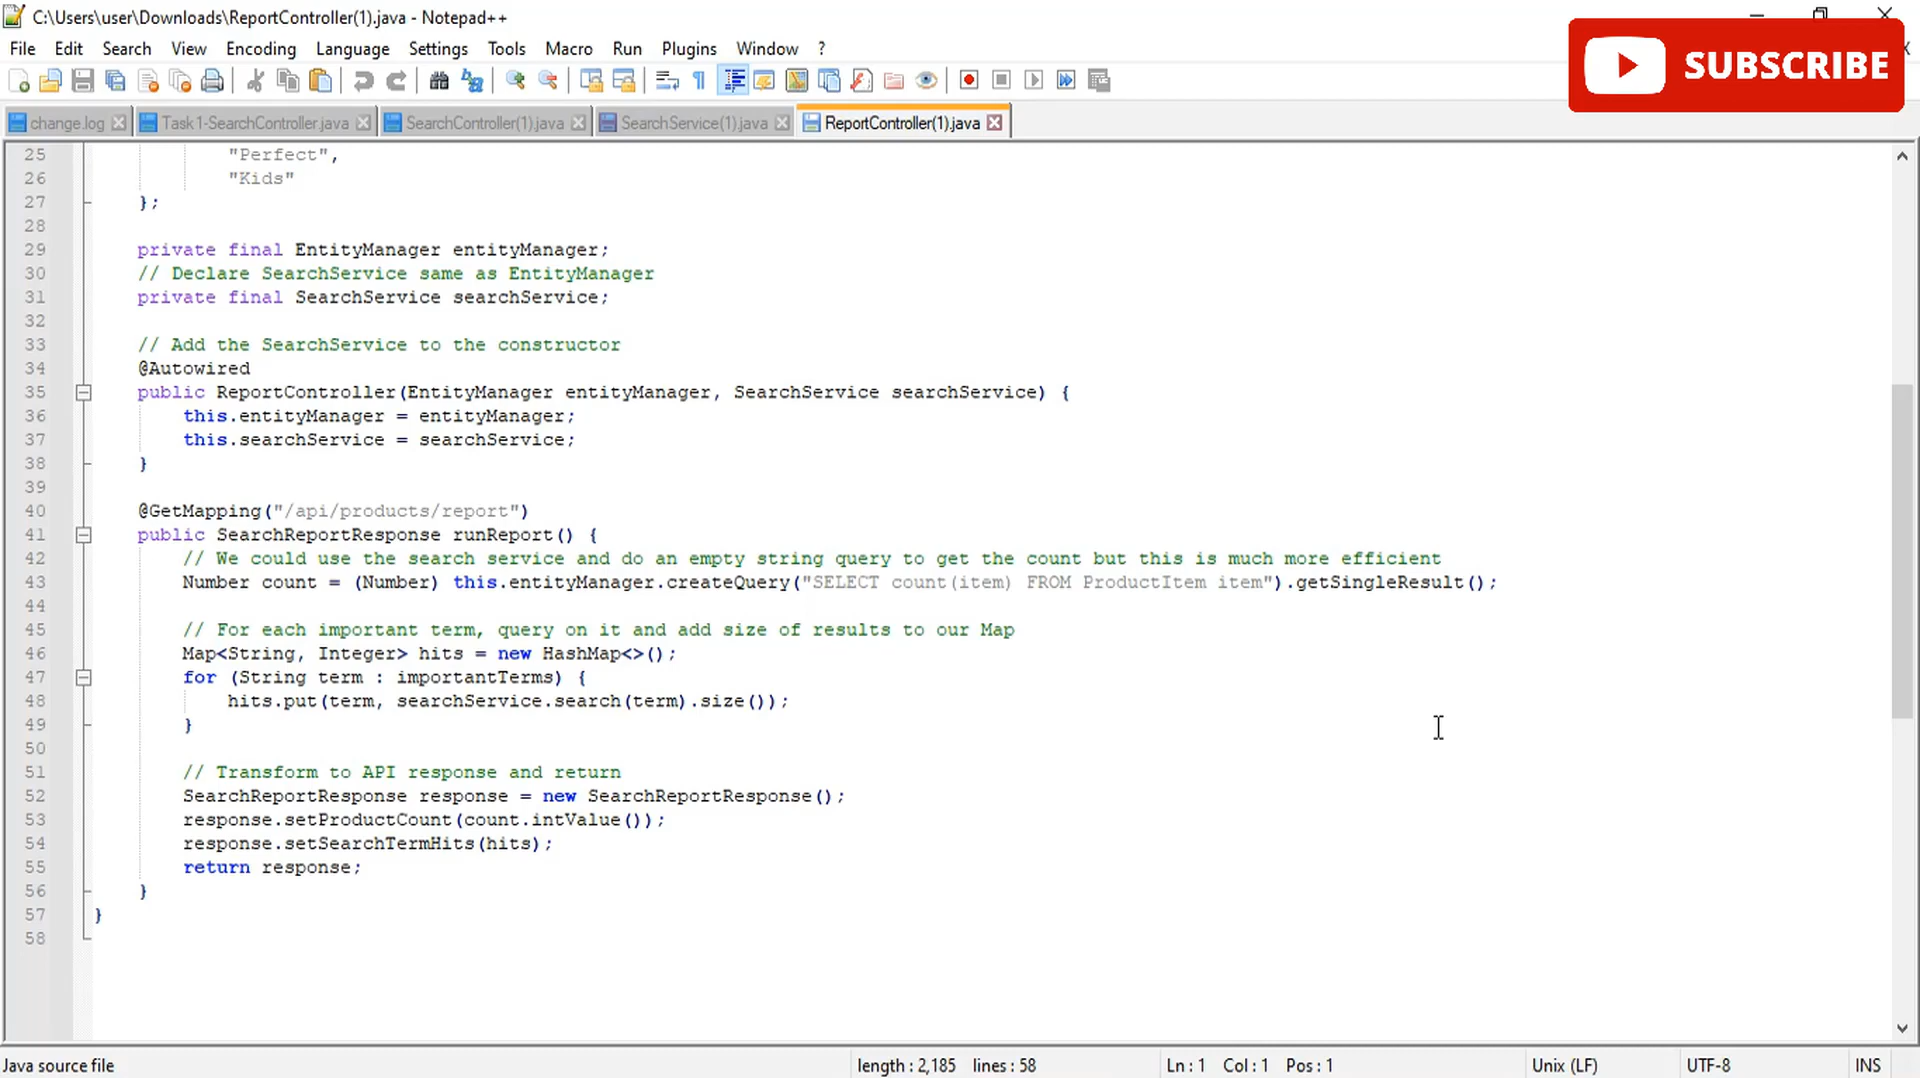 C:\Users\user\Downloads\ReportController(1).java - Notepad++
File Edit Search View Encoding Language Settings Tools Macro Run Plugins Window ?
SUBSCRIBE
change.log Task1-SearchController.java SearchController(1).java SearchService(1).java ReportController(1).java
25 "Perfect",
26 "Kids"
27 };
28
29 private final EntityManager entityManager;
30 // Declare SearchService same as EntityManager
31 private final SearchService searchService;
32
33 // Add the SearchService to the constructor
34 @Autowired
35 public ReportController(EntityManager entityManager, SearchService searchService) {
36 this.entityManager = entityManager;
37 this.searchService = searchService;
38 }
39
40 @GetMapping("/api/products/report")
41 public SearchReportResponse runReport() {
42 // We could use the search service and do an empty string query to get the count but this is much more efficient
43 Number count = (Number) this.entityManager.createQuery("SELECT count(item) FROM ProductItem item").getSingleResult();
44
45 // For each important term, query on it and add size of results to our Map
46 Map<String, Integer> hits = new HashMap<>();
47 for (String term : importantTerms) {
48 hits.put(term, searchService.search(term).size());
49 }
50
51 // Transform to API response and return
52 SearchReportResponse response = new SearchReportResponse();
53 response.setProductCount(count.intValue());
54 response.setSearchTermHits(hits);
55 return response;
56 }
57 }
58
Java source file length : 2,185 lines : 58 Ln : 1 Col : 1 Pos : 1 Unix (LF) UTF-8 INS